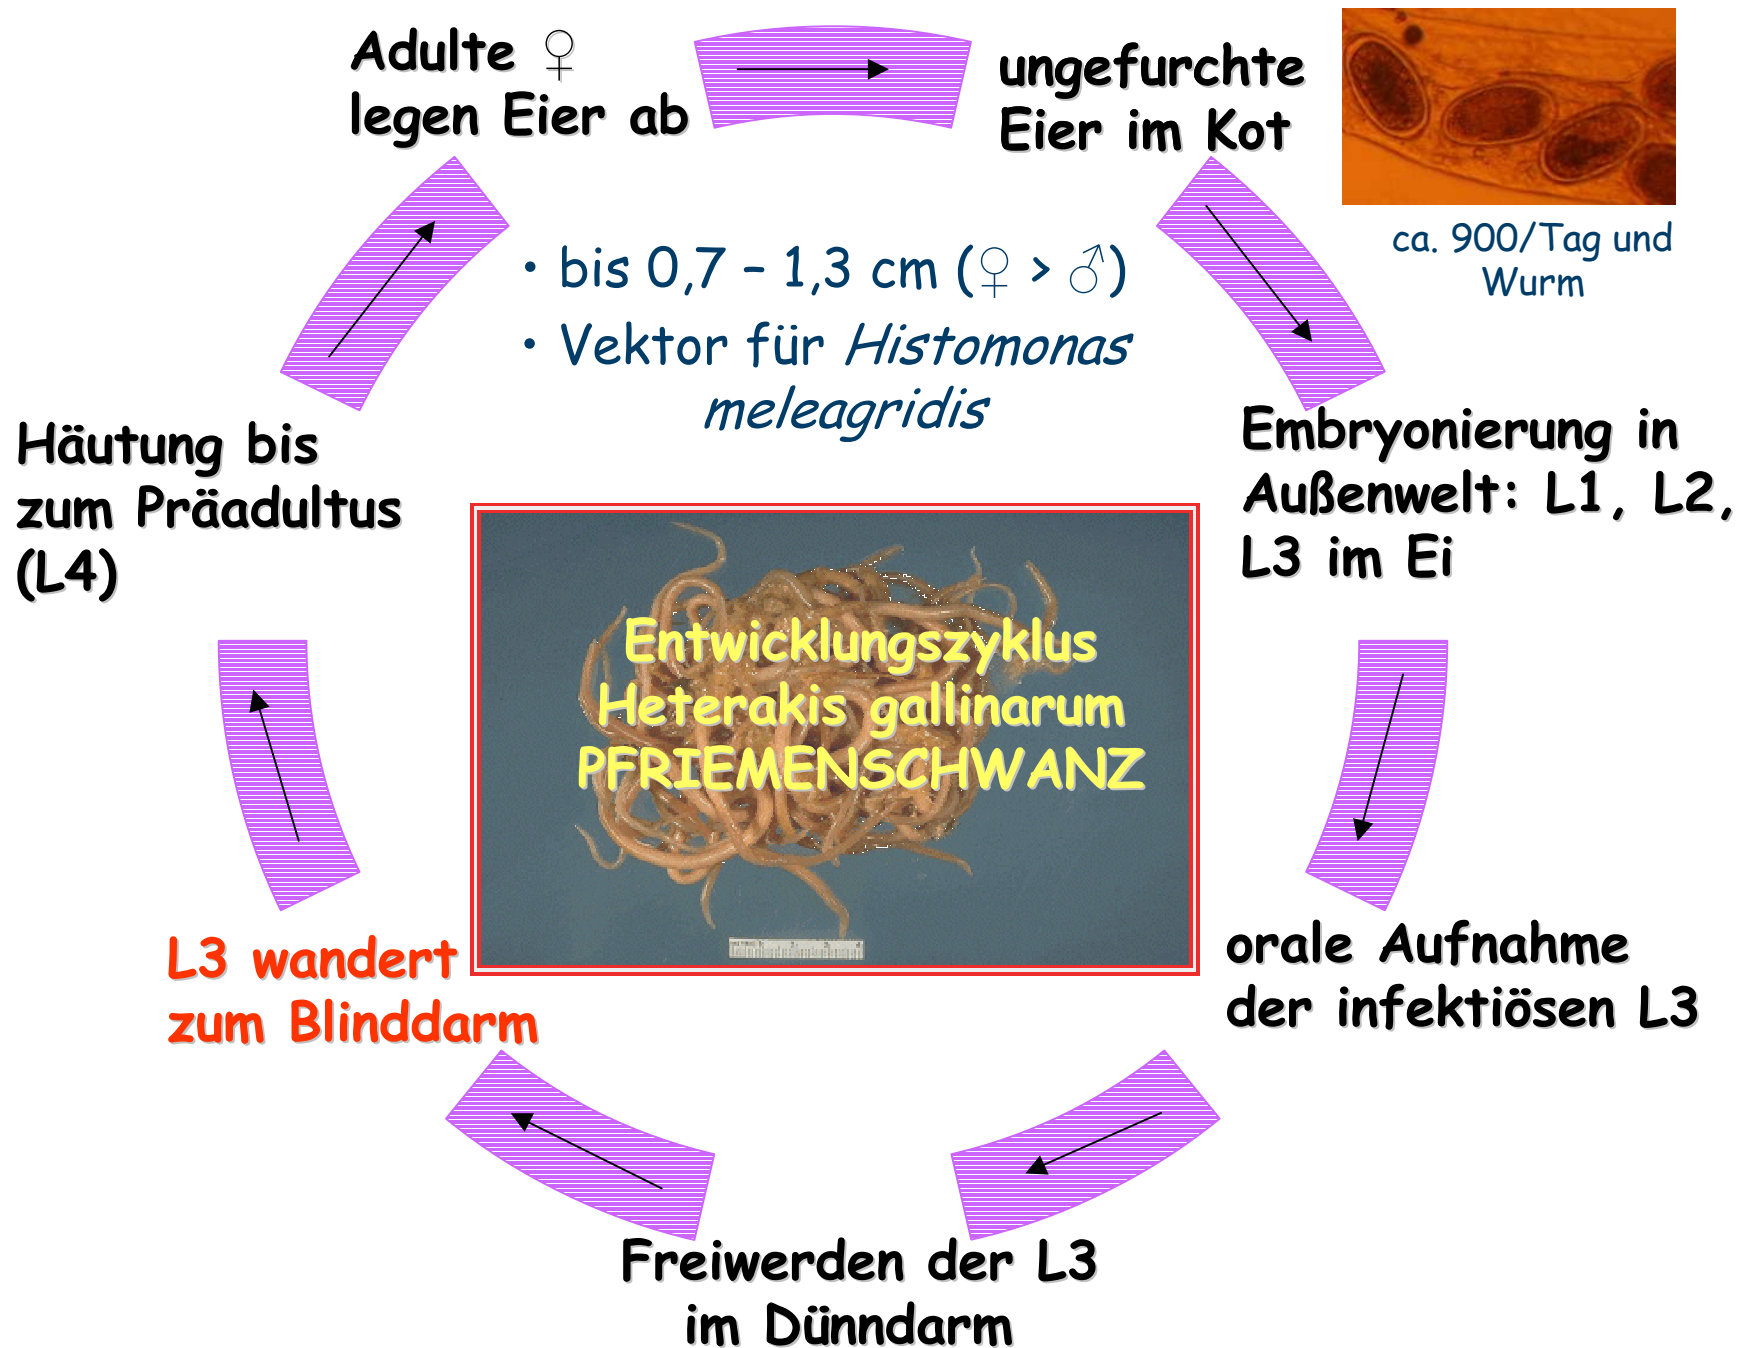 Adulte ♀
legen Eier ab
ungefurchte
Eier im Kot
ca. 900/Tag und
Wurm
• bis 0,7 – 1,3 cm (♀ > ♂)
• Vektor für Histomonas
meleagridis
Embryonierung in
Außenwelt: L1, L2,
L3 im Ei
Häutung bis
zum Präadultus
(L4)
Entwicklungszyklus
Heterakis gallinarum
PFRIEMENSCHWANZ
orale Aufnahme
der infektiösen L3
L3 wandert
zum Blinddarm
Freiwerden der L3
im Dünndarm